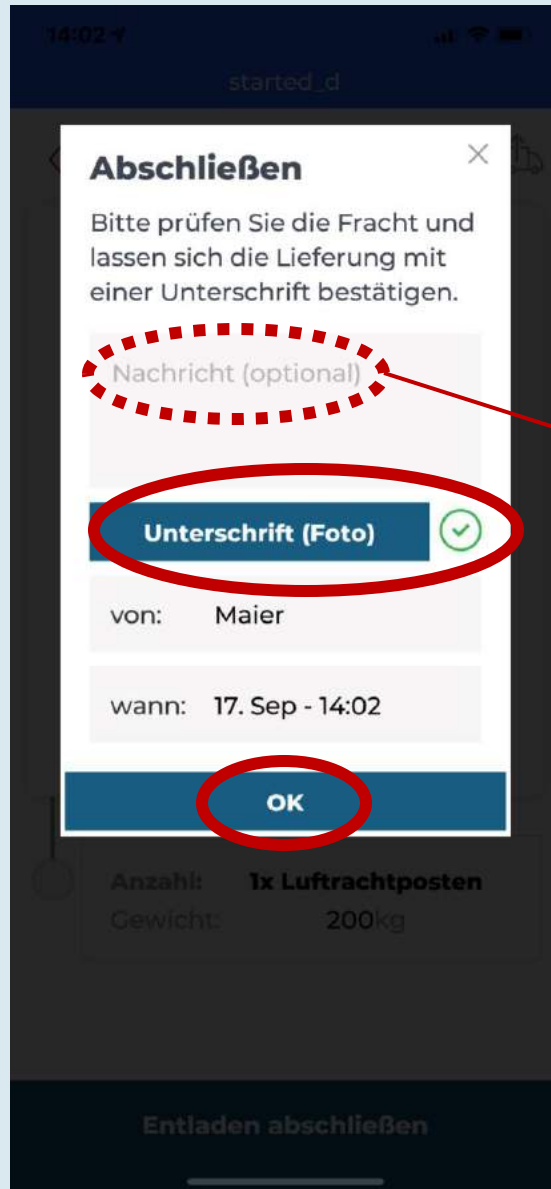 14:02
started_d
Abschließen
Bitte prüfen Sie die Fracht und
lassen sich die Lieferung mit
einer Unterschrift bestätigen.
Nachricht (optional)
Unterschrift (Foto)
von: Maier
wann: 17. Sep - 14:02
OK
Anzahl: 1x Luftrachtposten
Gewicht: 200kg
Entladen abschließen